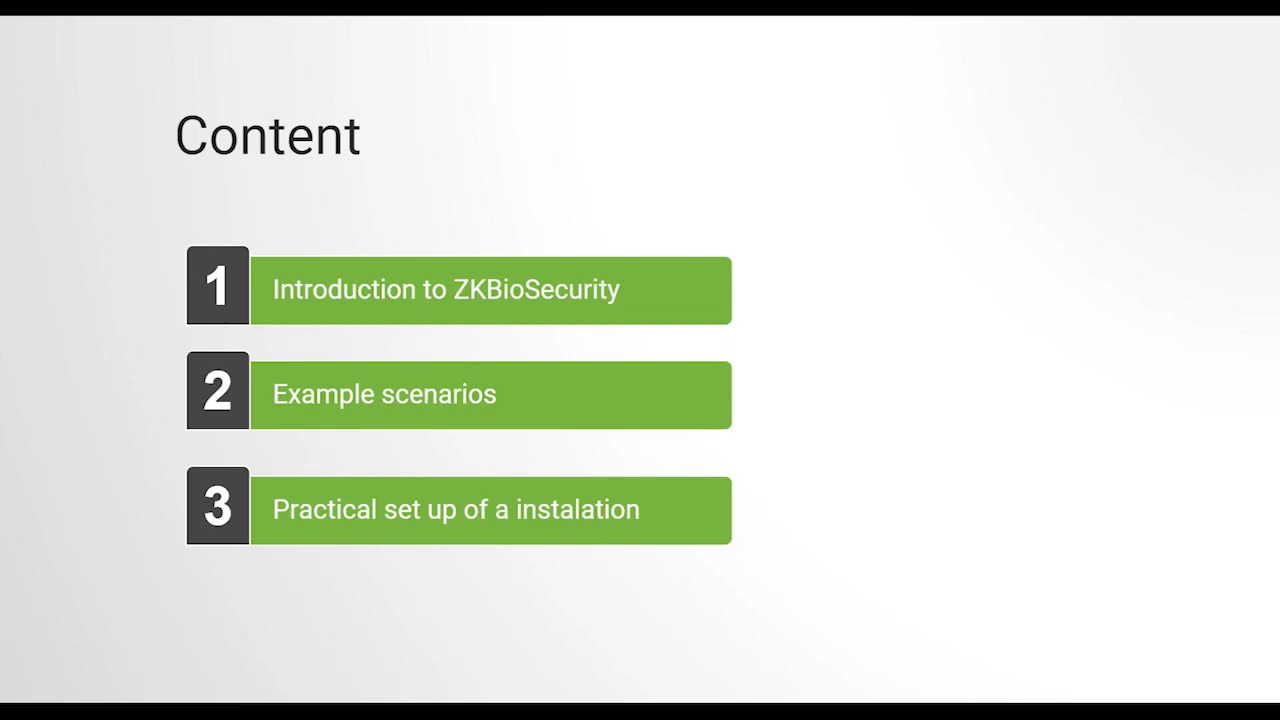 Content
1 Introduction to ZKBioSecurity
2 Example scenarios
3 Practical set up of a instalation